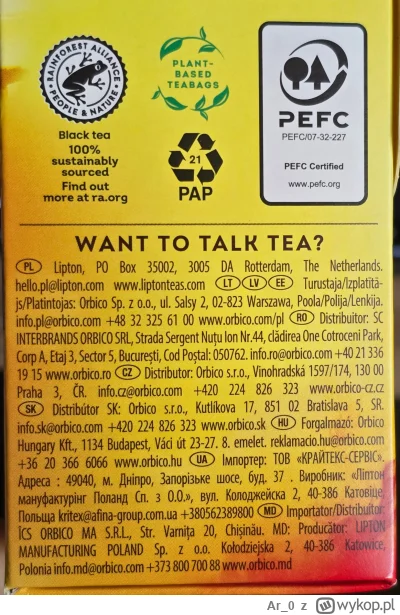 RAINFOREST ALLIANCE
PEOPLE & NATURE
PLANT-
BASED
TEABAGS
PEFC
PEFC/07-32-227
PEFC Certified
www.pefc.org
Black tea
100%
sustainably
sourced
Find out
more at ra.org
21
PAP
WANT TO TALK TEA?
PL Lipton, PO Box 35002, 3005 DA Rotterdam, The Netherlands.
hello.pl@lipton.com www.liptonteas.com LT LV EE Turustaja/Izplatītā-
js/Platintojas: Orbico Sp. z o.o., ul. Salsy 2, 02-823 Warszawa, Poola/Polija/Lenkija.
info.pl@orbico.com +48 32 325 61 00 www.orbico.com/pl RO Distribuitor: SC
INTERBRANDS ORBICO SRL, Strada Sergent Nuțu Ion Nr.44, clădirea One Cotroceni Park,
Corp A, Etaj 3, Sector 5, București, Cod Poștal: 050762. info.ro@orbico.com +40 21 336
19 15 www.orbico.ro CZ Distributor: Orbico s.r.o., Vinohradská 1597/174, 130 00
Praha 3, ČR. info.cz@orbico.com +420 224 826 323 www.orbico-cz.cz
SK Distribútor SK: Orbico s.r.o., Kutlíkova 17, 851 02 Bratislava 5, SR.
info.sk@orbico.com +420 224 826 323 www.orbico.sk HU Forgalmazó: Orbico
Hungary Kft., 1134 Budapest, Váci út 23-27. 8. emelet. reklamacio.hu@orbico.com
+36 20 366 6066 www.orbico.hu UA Імпортер: ТОВ «КРАЙТЕКС-СЕРВІС».
Адреса : 49040, м. Дніпро, Запорізьке шосе, буд. 37 . Виробник: «Ліптон
мануфактурінг Поланд Сп. з О.О.», вул. Колодзейска 2, 40-386 Катовіце,
Польща kritex@afina-group.com.ua +380562389800 MD Importator/Distribuitor:
ÎCS ORBICO MA S.R.L., Str. Varnița 20, Chișinău. MD: Producător: LIPTON
MANUFACTURING POLAND Sp. z o.o. Kołodziejska 2, 40-386 Katowice,
Polonia info.md@orbico.com +373 800 700 88 www.orbico.md
Ar_0 z wykop.pl